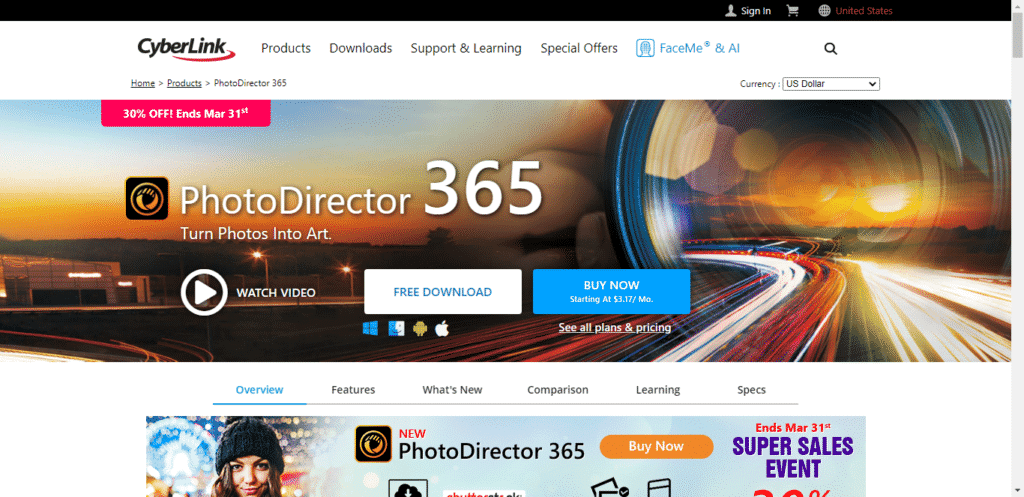 Sign In
United States
CyberLink
Products
Downloads
Support & Learning
Special Offers
FaceMe® & AI
Home > Products > PhotoDirector 365
Currency : US Dollar
30% OFF! Ends Mar 31st
PhotoDirector 365
Turn Photos Into Art.
WATCH VIDEO
FREE DOWNLOAD
BUY NOW
Starting At $3.17/ Mo.
See all plans & pricing
Overview
Features
What's New
Comparison
Learning
Specs
NEW
PhotoDirector 365
Buy Now
Ends Mar 31st
SUPER SALES
EVENT